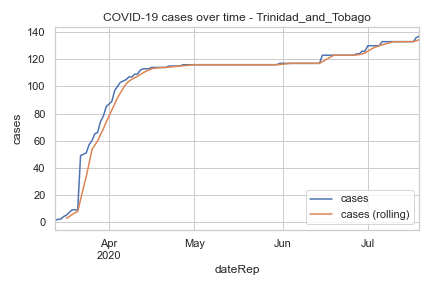 COVID-19 cases over time - Trinidad_and_Tobago
cases
140
120
100
80
60
40
20
0
Apr
2020
May
Jun
Jul
dateRep
cases
cases (rolling)